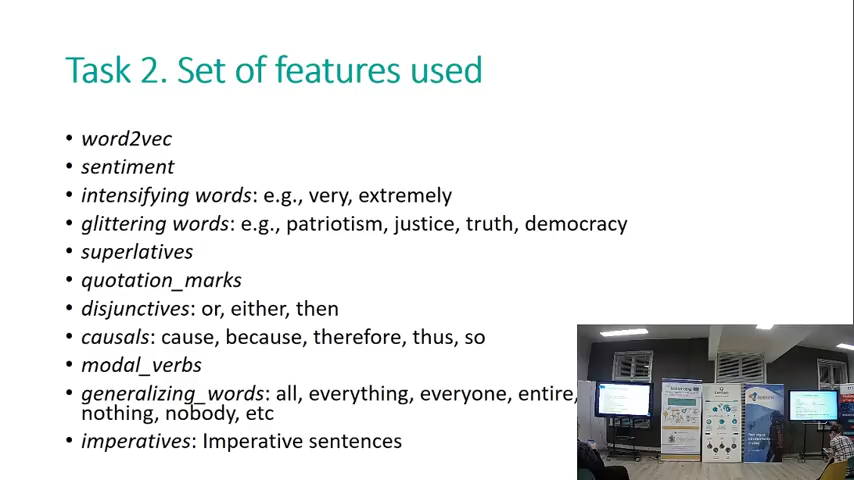 Task 2. Set of features used
• word2vec
• sentiment
• intensifying words: e.g., very, extremely
• glittering words: e.g., patriotism, justice, truth, democracy
• superlatives
• quotation_marks
• disjunctives: or, either, then
• causals: cause, because, therefore, thus, so
• modal_verbs
• generalizing_words: all, everything, everyone, entire,
nothing, nobody, etc
• imperatives: Imperative sentences